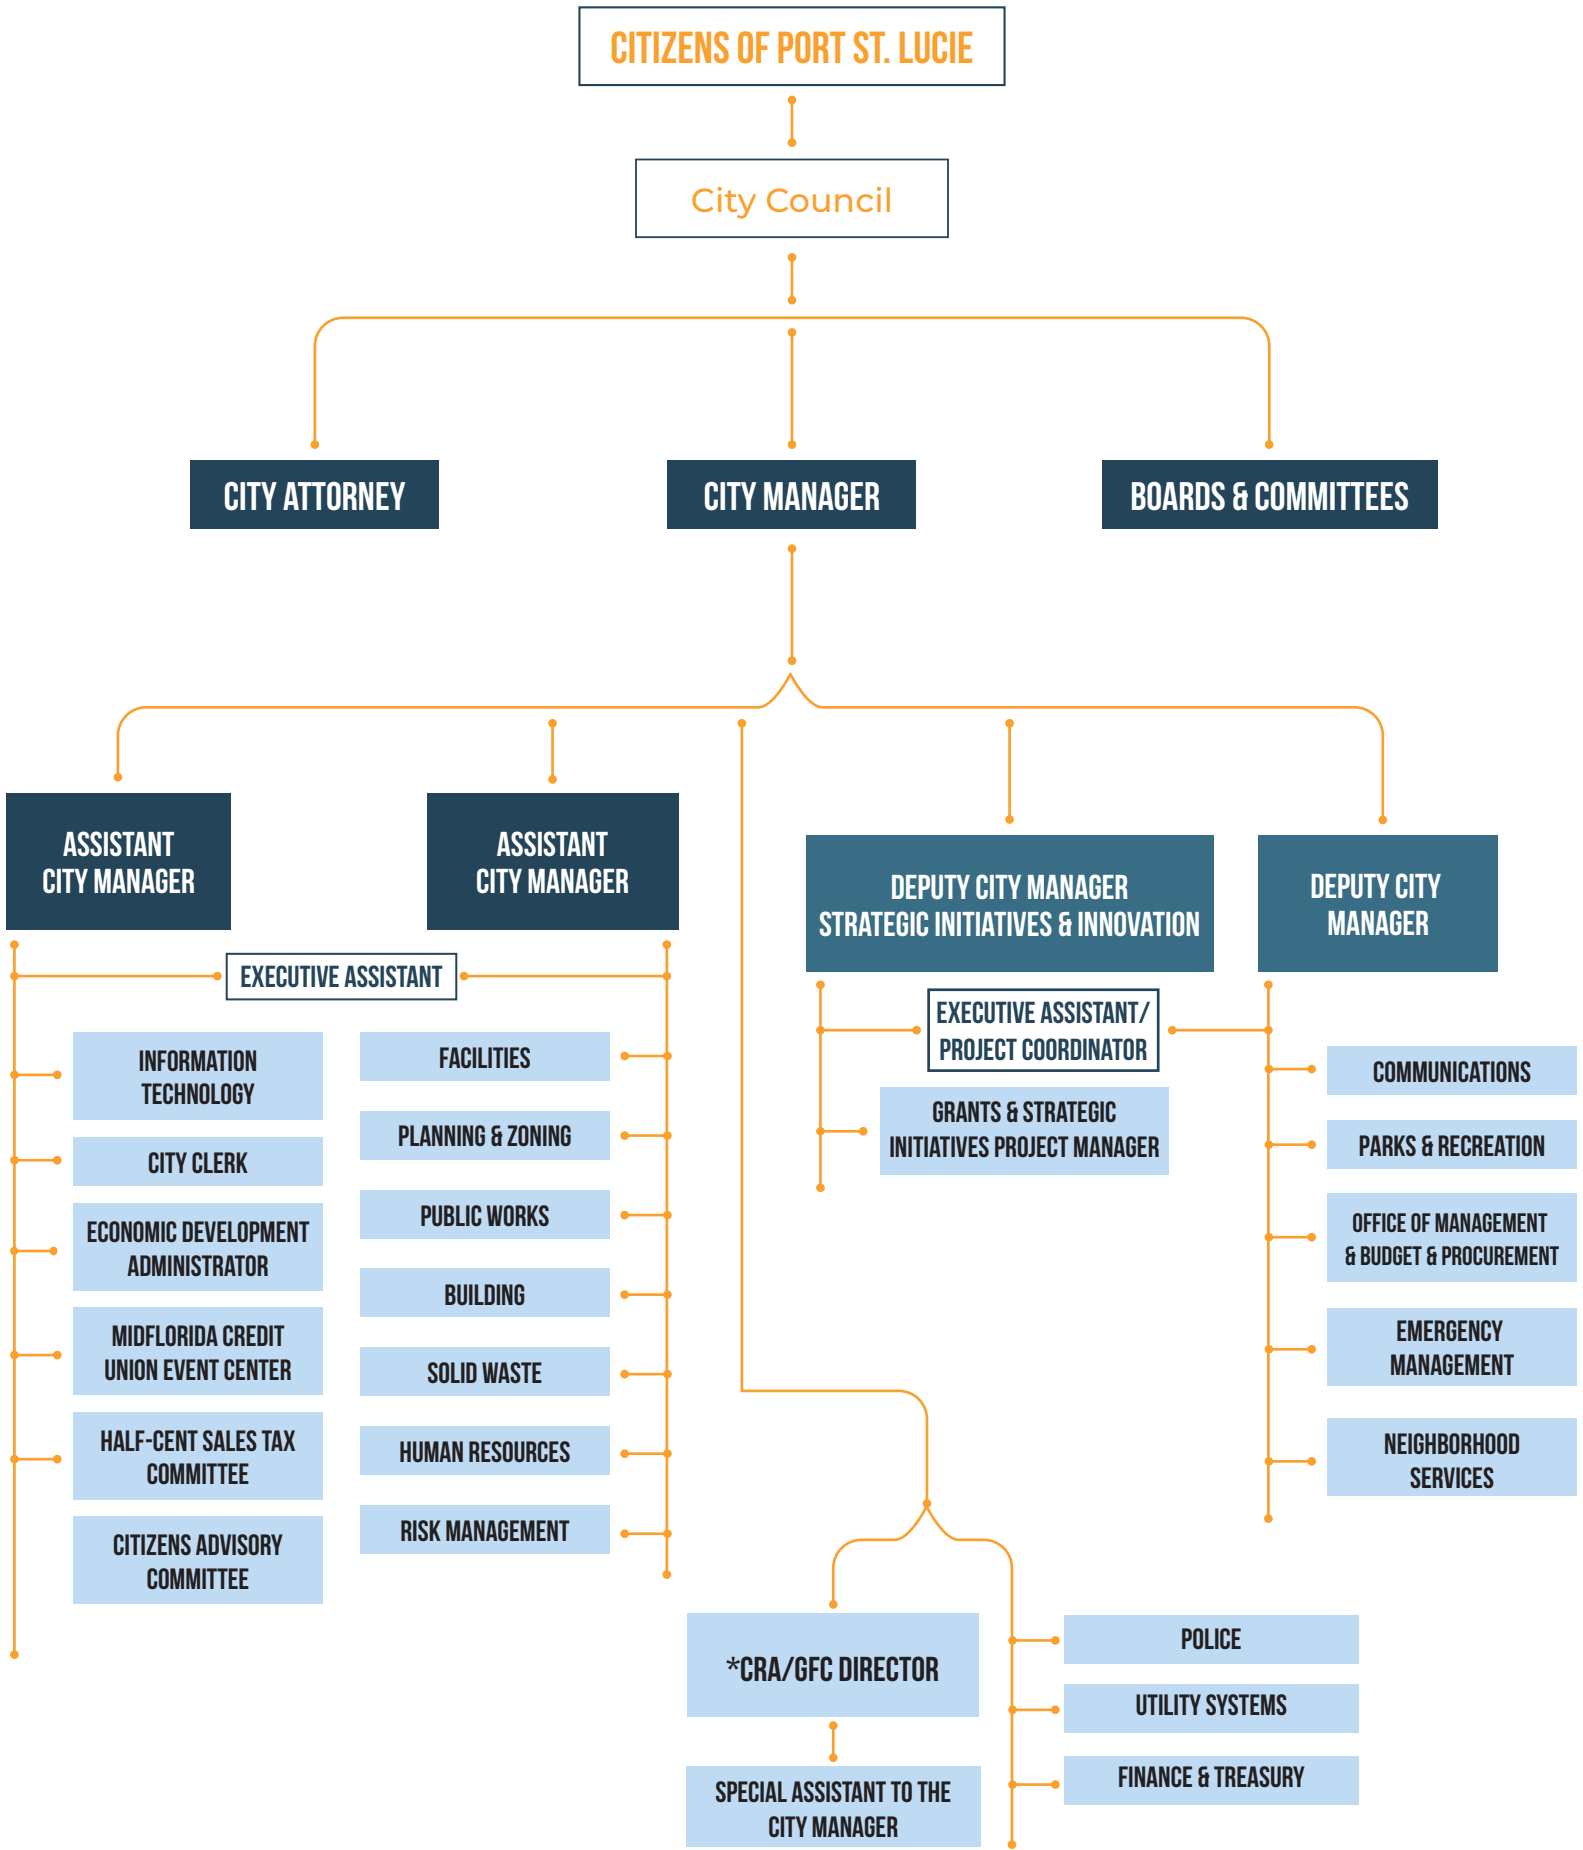 CITIZENS OF PORT ST. LUCIE
City Council
CITY ATTORNEY
CITY MANAGER
BOARDS & COMMITTEES
ASSISTANT
CITY MANAGER
ASSISTANT
CITY MANAGER
DEPUTY CITY MANAGER
STRATEGIC INITIATIVES & INNOVATION
DEPUTY CITY
MANAGER
EXECUTIVE ASSISTANT
INFORMATION
TECHNOLOGY
CITY CLERK
ECONOMIC DEVELOPMENT
ADMINISTRATOR
MIDFLORIDA CREDIT
UNION EVENT CENTER
HALF-CENT SALES TAX
COMMITTEE
CITIZENS ADVISORY
COMMITTEE
FACILITIES
PLANNING & ZONING
PUBLIC WORKS
BUILDING
SOLID WASTE
HUMAN RESOURCES
RISK MANAGEMENT
EXECUTIVE ASSISTANT/
PROJECT COORDINATOR
GRANTS & STRATEGIC
INITIATIVES PROJECT MANAGER
COMMUNICATIONS
PARKS & RECREATION
OFFICE OF MANAGEMENT
& BUDGET & PROCUREMENT
EMERGENCY
MANAGEMENT
NEIGHBORHOOD
SERVICES
*CRA/GFC DIRECTOR
SPECIAL ASSISTANT TO THE
CITY MANAGER
POLICE
UTILITY SYSTEMS
FINANCE & TREASURY